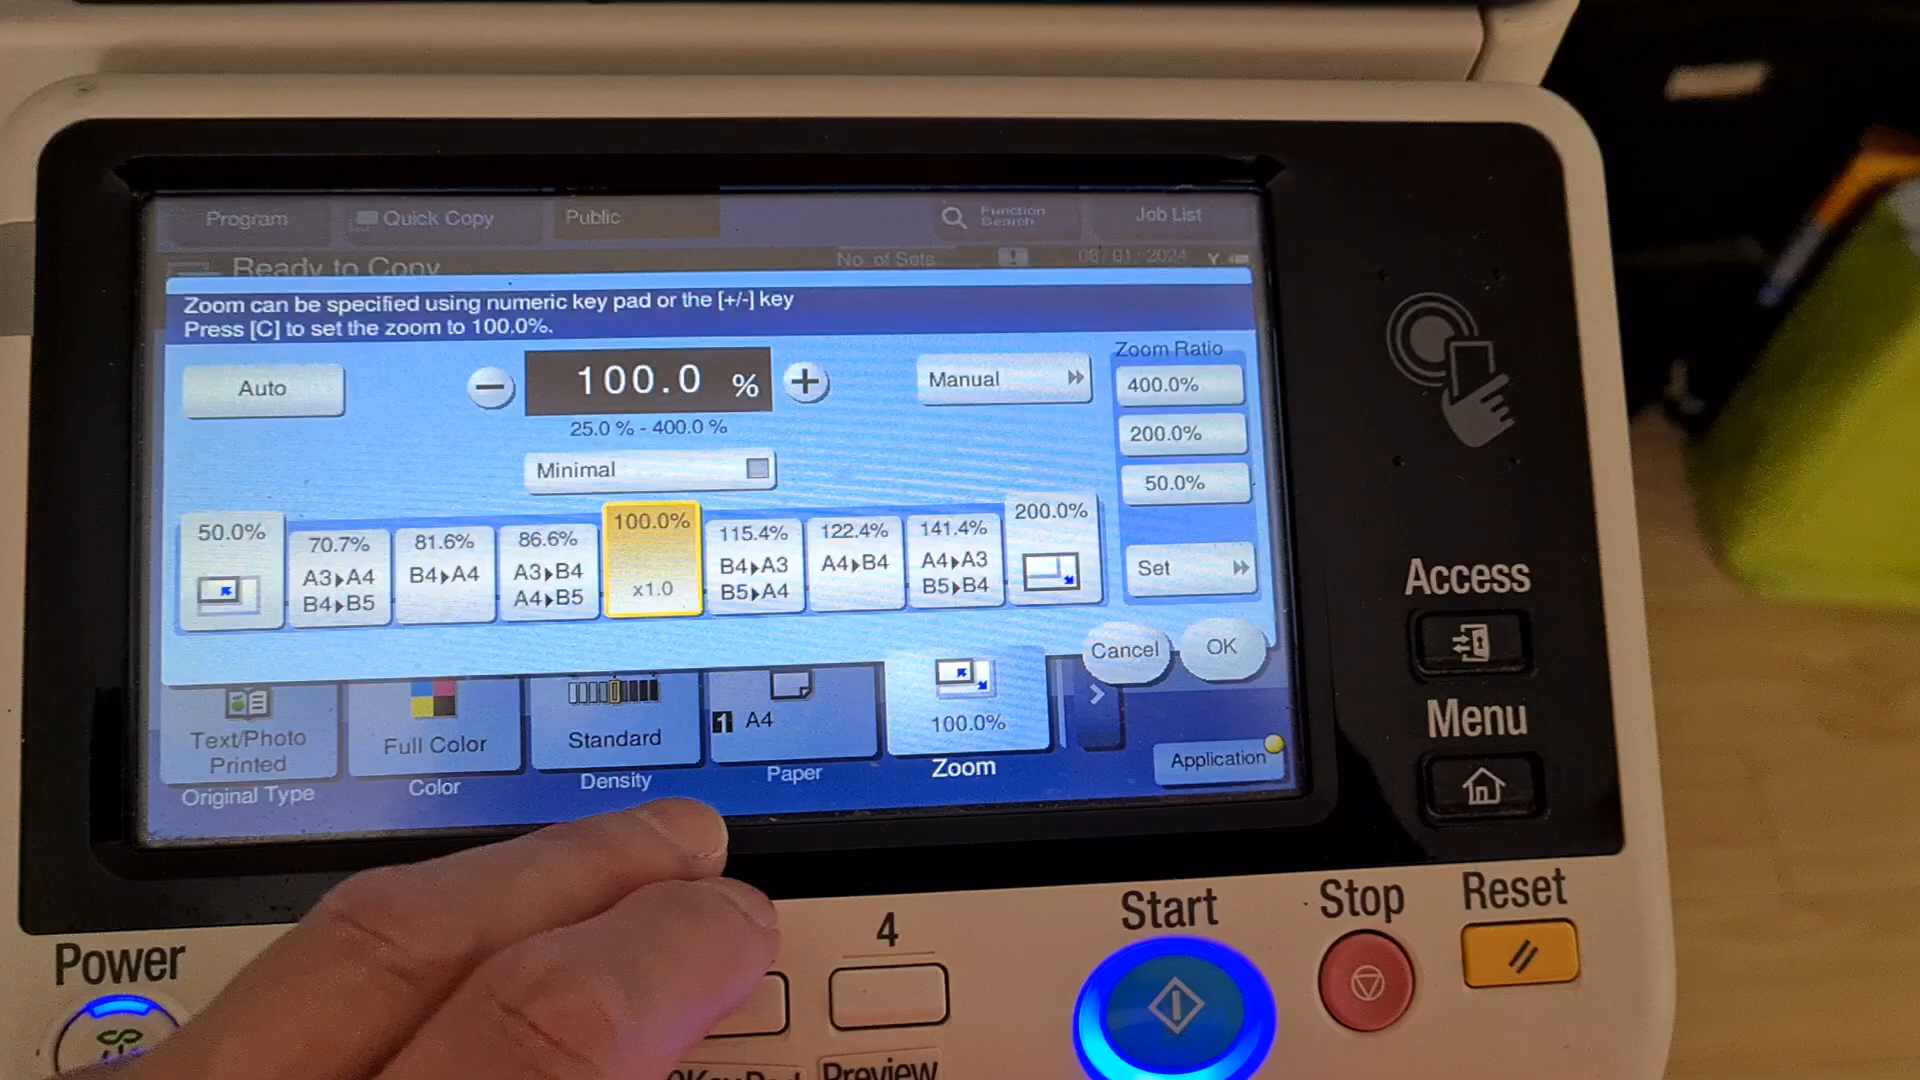 Program
Quick Copy
Public
Function Search
Job List
Ready to Copy
No. of Sets
Zoom can be specified using numeric key pad or the [+/-] key
Press [C] to set the zoom to 100.0%.
Auto
−
100.0 %
+
Manual
Zoom Ratio
400.0%
200.0%
50.0%
25.0 % - 400.0 %
Minimal
50.0%
70.7%
A3▸A4
B4▸B5
81.6%
B4▸A4
86.6%
A3▸B4
A4▸B5
100.0%
x1.0
115.4%
B4▸A3
B5▸A4
122.4%
A4▸B4
141.4%
A4▸A3
B5▸B4
200.0%
Set
Cancel
OK
Text/Photo
Printed
Original Type
Full Color
Color
Standard
Density
1 A4
Paper
100.0%
Zoom
Application
Access
Menu
Power
4
Start
Stop
Reset
Preview